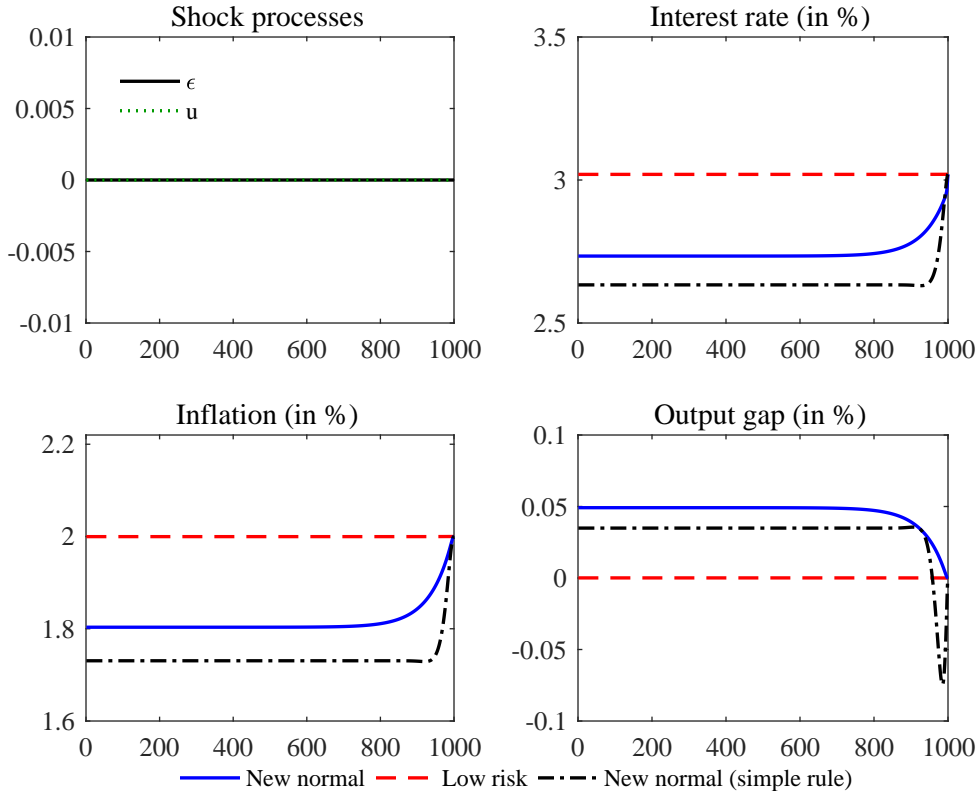 Shock processes
Interest rate (in %)
0.01
0.005
0
-0.005
-0.01
ϵ
u
0 200 400 600 800 1000
3.5
3
2.5
0 200 400 600 800 1000
Inflation (in %)
Output gap (in %)
2.2
2
1.8
1.6
0 200 400 600 800 1000
0.1
0.05
0
-0.05
-0.1
0 200 400 600 800 1000
New normal Low risk New normal (simple rule)